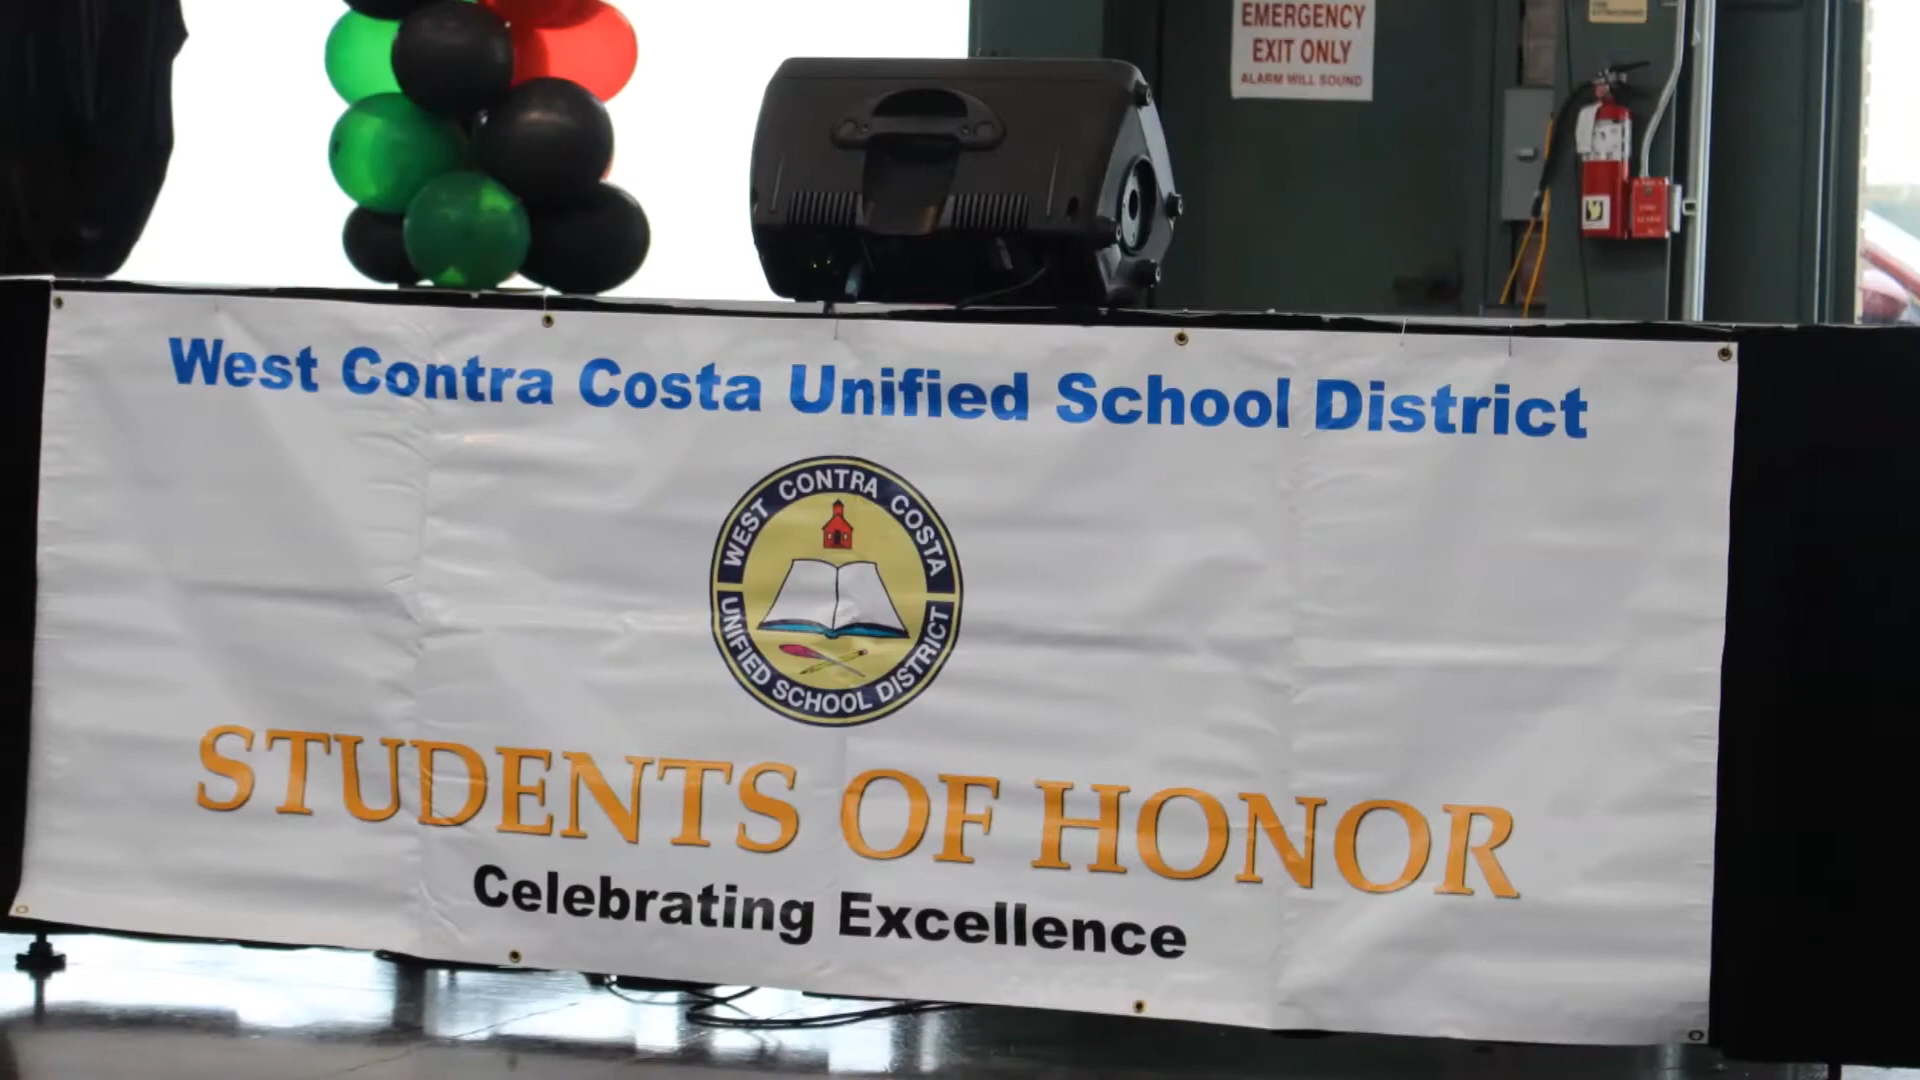 EMERGENCY
EXIT ONLY
ALARM WILL SOUND
West Contra Costa Unified School District
WEST CONTRA COSTA
UNIFIED SCHOOL DISTRICT
STUDENTS OF HONOR
Celebrating Excellence